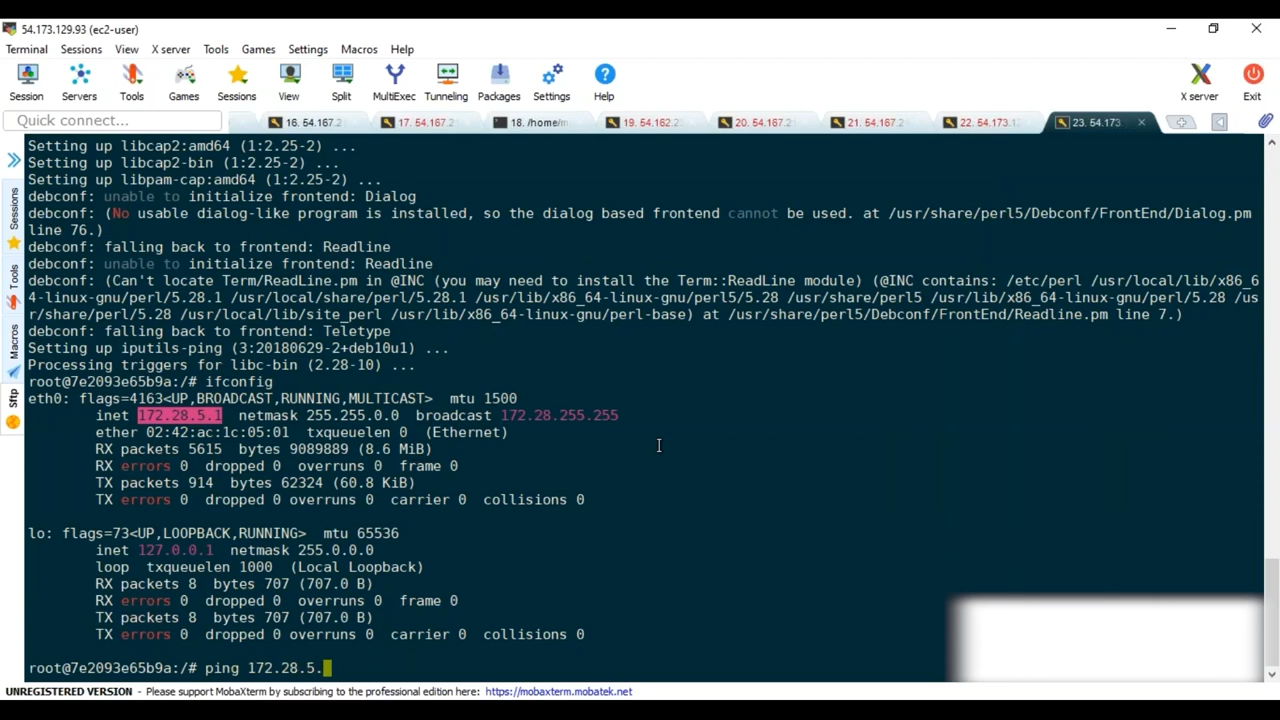 54.173.129.93 (ec2-user)
Terminal Sessions View X server Tools Games Settings Macros Help
Session Servers Tools Games Sessions View Split MultiExec Tunneling Packages Settings Help X server Exit
Quick connect... 16. 54.167.2 17. 54.167.2 18. /home/m 19. 54.162.2 20. 54.167.2 21. 54.167.2 22. 54.173.1 23. 54.173
Setting up libcap2:amd64 (1:2.25-2) ...
Setting up libcap2-bin (1:2.25-2) ...
Setting up libpam-cap:amd64 (1:2.25-2) ...
debconf: unable to initialize frontend: Dialog
debconf: (No usable dialog-like program is installed, so the dialog based frontend cannot be used. at /usr/share/perl5/Debconf/FrontEnd/Dialog.pm
line 76.)
debconf: falling back to frontend: Readline
debconf: unable to initialize frontend: Readline
debconf: (Can't locate Term/ReadLine.pm in @INC (you may need to install the Term::ReadLine module) (@INC contains: /etc/perl /usr/local/lib/x86_6
4-linux-gnu/perl/5.28.1 /usr/local/share/perl/5.28.1 /usr/lib/x86_64-linux-gnu/perl5/5.28 /usr/share/perl5 /usr/lib/x86_64-linux-gnu/perl/5.28 /us
r/share/perl/5.28 /usr/local/lib/site_perl /usr/lib/x86_64-linux-gnu/perl-base) at /usr/share/perl5/Debconf/FrontEnd/Readline.pm line 7.)
debconf: falling back to frontend: Teletype
Setting up iputils-ping (3:20180629-2+deb10u1) ...
Processing triggers for libc-bin (2.28-10) ...
root@7e2093e65b9a:/# ifconfig
eth0: flags=4163<UP,BROADCAST,RUNNING,MULTICAST> mtu 1500
inet 172.28.5.1 netmask 255.255.0.0 broadcast 172.28.255.255
ether 02:42:ac:1c:05:01 txqueuelen 0 (Ethernet)
RX packets 5615 bytes 9089889 (8.6 MiB)
RX errors 0 dropped 0 overruns 0 frame 0
TX packets 914 bytes 62324 (60.8 KiB)
TX errors 0 dropped 0 overruns 0 carrier 0 collisions 0
lo: flags=73<UP,LOOPBACK,RUNNING> mtu 65536
inet 127.0.0.1 netmask 255.0.0.0
loop txqueuelen 1000 (Local Loopback)
RX packets 8 bytes 707 (707.0 B)
RX errors 0 dropped 0 overruns 0 frame 0
TX packets 8 bytes 707 (707.0 B)
TX errors 0 dropped 0 overruns 0 carrier 0 collisions 0
root@7e2093e65b9a:/# ping 172.28.5.
Sessions
Tools
Macros
Sftp
UNREGISTERED VERSION - Please support MobaXterm by subscribing to the professional edition here: https://mobaxterm.mobatek.net